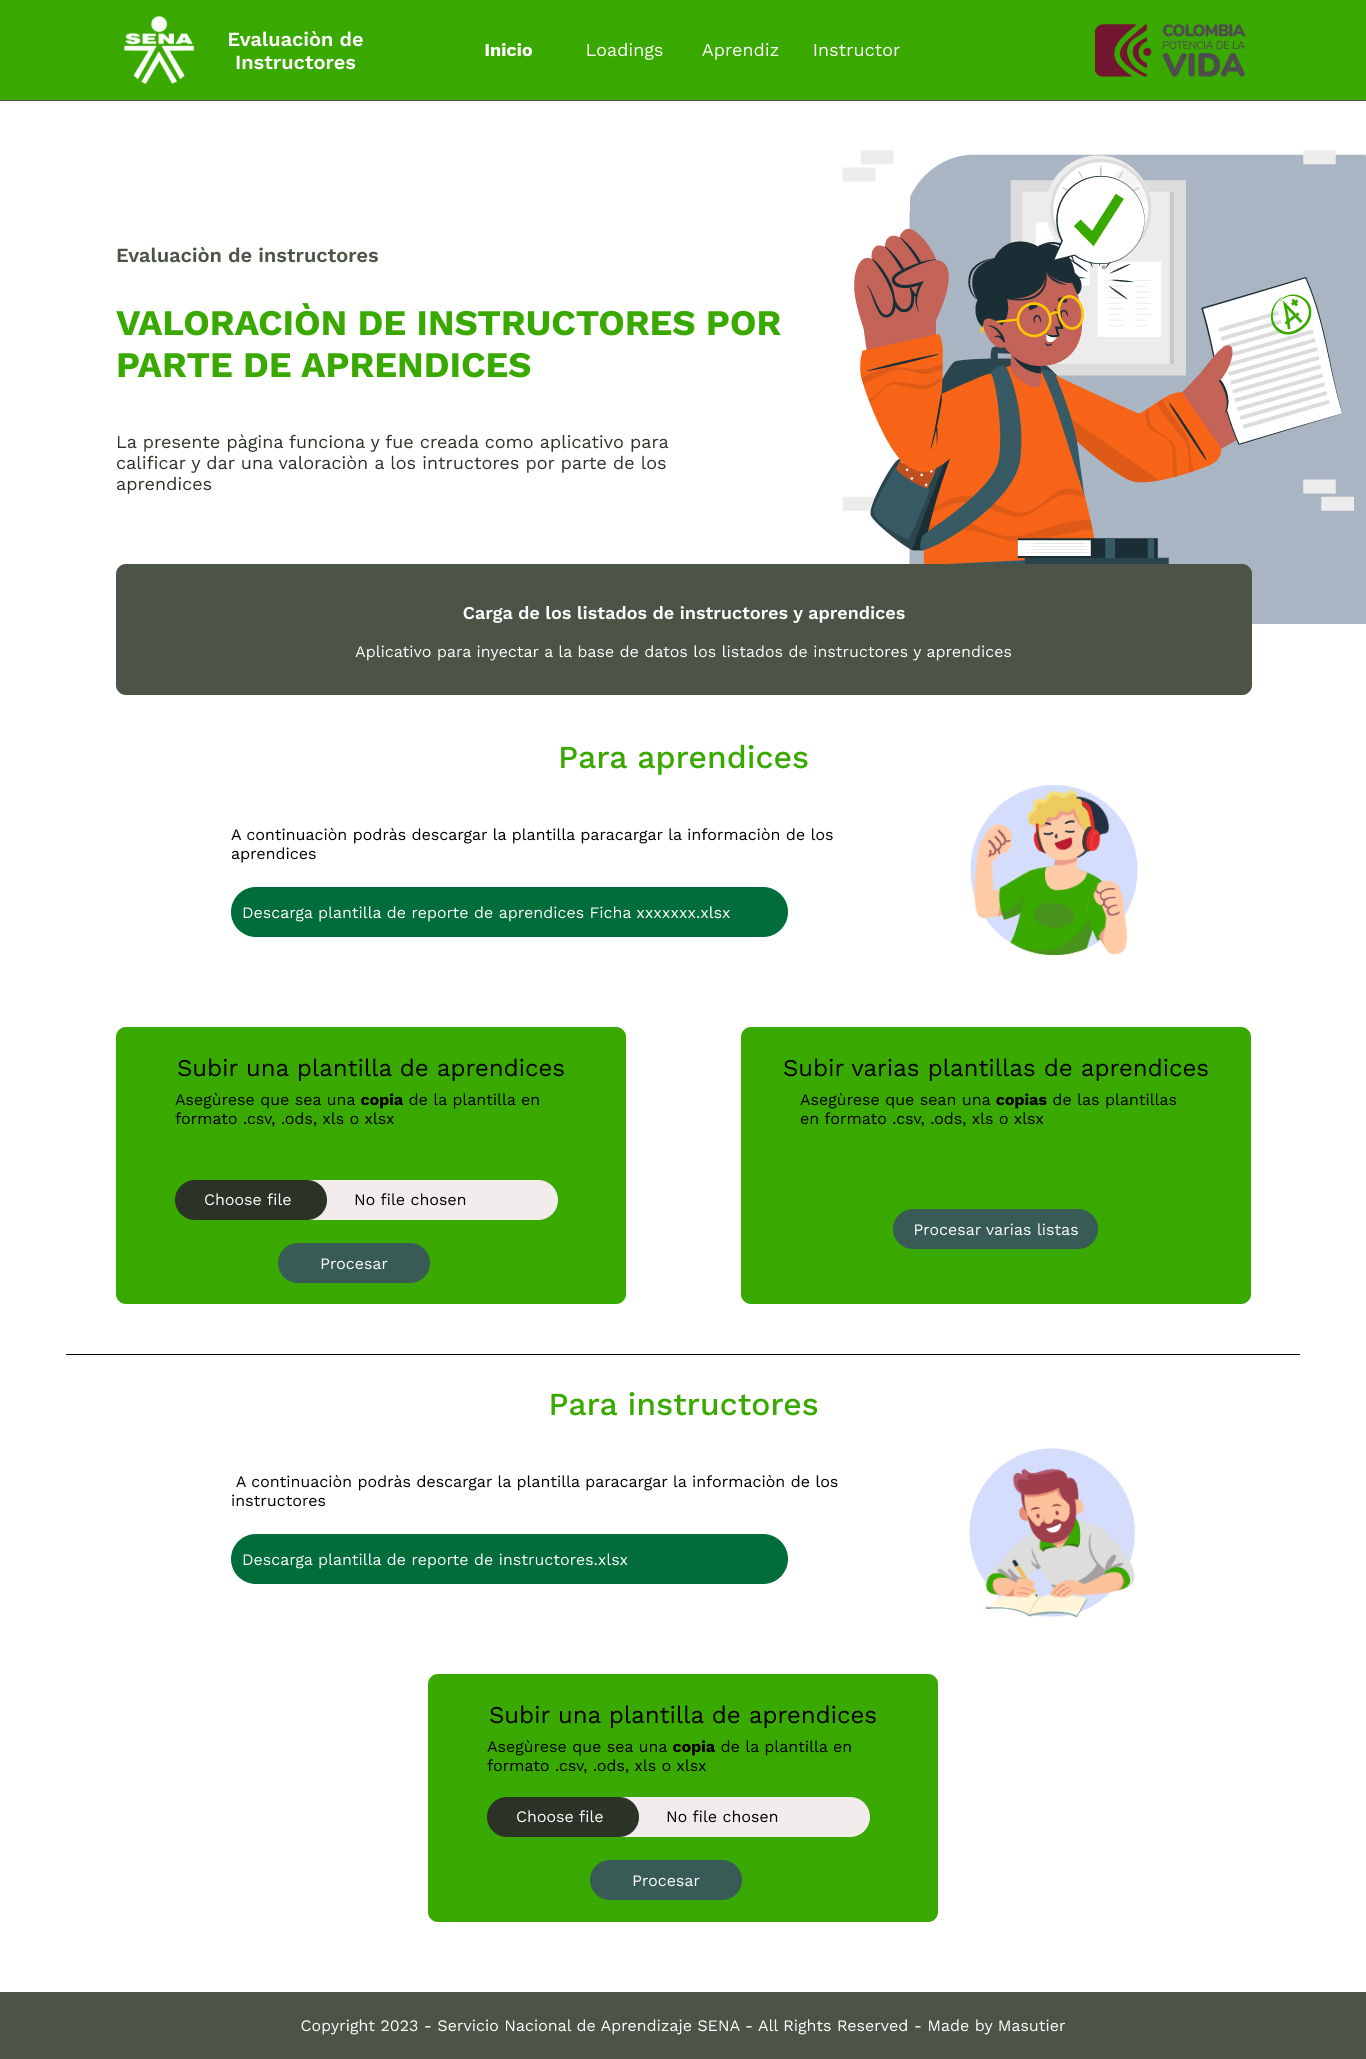 SENA
Evaluaciòn de
Instructores
Inicio
Loadings
Aprendiz
Instructor
COLOMBIA
POTENCIA DE LA
VIDA
Evaluaciòn de instructores
VALORACIÒN DE INSTRUCTORES POR
PARTE DE APRENDICES
La presente pàgina funciona y fue creada como aplicativo para
calificar y dar una valoraciòn a los intructores por parte de los
aprendices
A+
Carga de los listados de instructores y aprendices
Aplicativo para inyectar a la base de datos los listados de instructores y aprendices
Para aprendices
A continuaciòn podràs descargar la plantilla paracargar la informaciòn de los
aprendices
Descarga plantilla de reporte de aprendices Ficha xxxxxxx.xlsx
Subir una plantilla de aprendices
Asegùrese que sea una copia de la plantilla en
formato .csv, .ods, xls o xlsx
Choose file
No file chosen
Procesar
Subir varias plantillas de aprendices
Asegùrese que sean una copias de las plantillas
en formato .csv, .ods, xls o xlsx
Procesar varias listas
Para instructores
A continuaciòn podràs descargar la plantilla paracargar la informaciòn de los
instructores
Descarga plantilla de reporte de instructores.xlsx
Subir una plantilla de aprendices
Asegùrese que sea una copia de la plantilla en
formato .csv, .ods, xls o xlsx
Choose file
No file chosen
Procesar
Copyright 2023 - Servicio Nacional de Aprendizaje SENA - All Rights Reserved - Made by Masutier